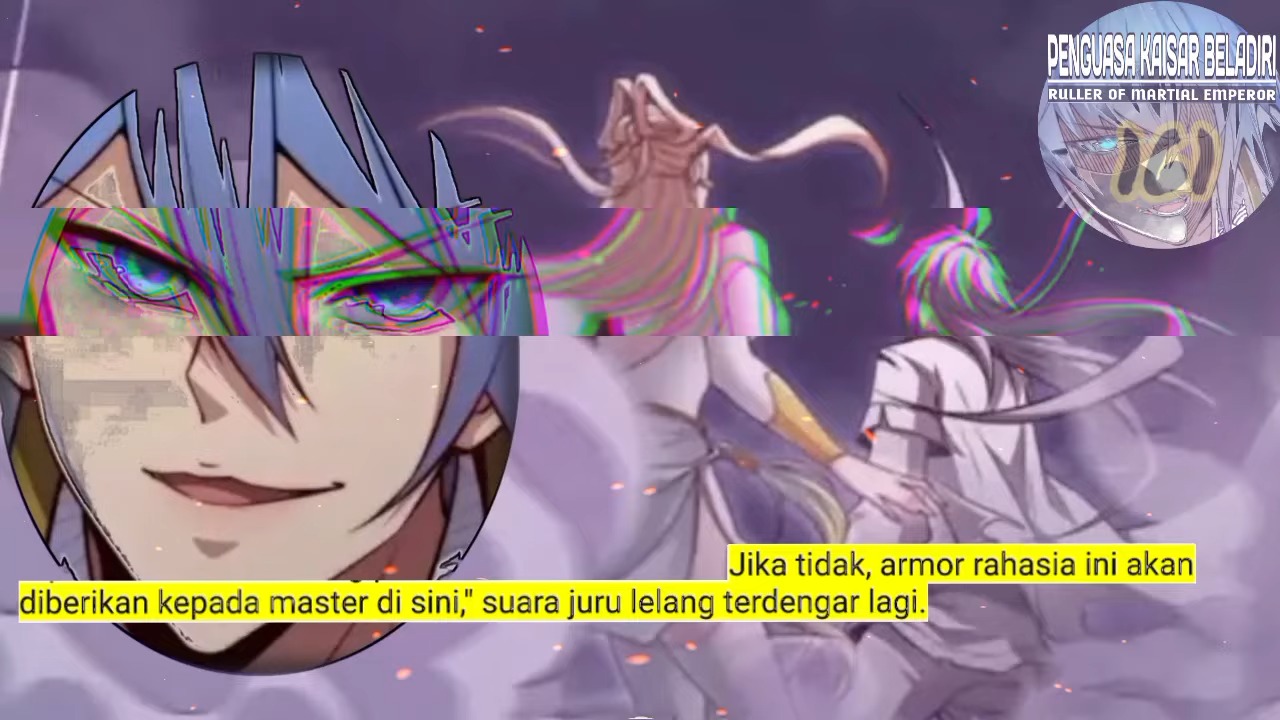 PENGUASA KAISAR BELADIRI
RULLER OF MARTIAL EMPEROR
Jika tidak, armor rahasia ini akan
diberikan kepada master di sini," suara juru lelang terdengar lagi.